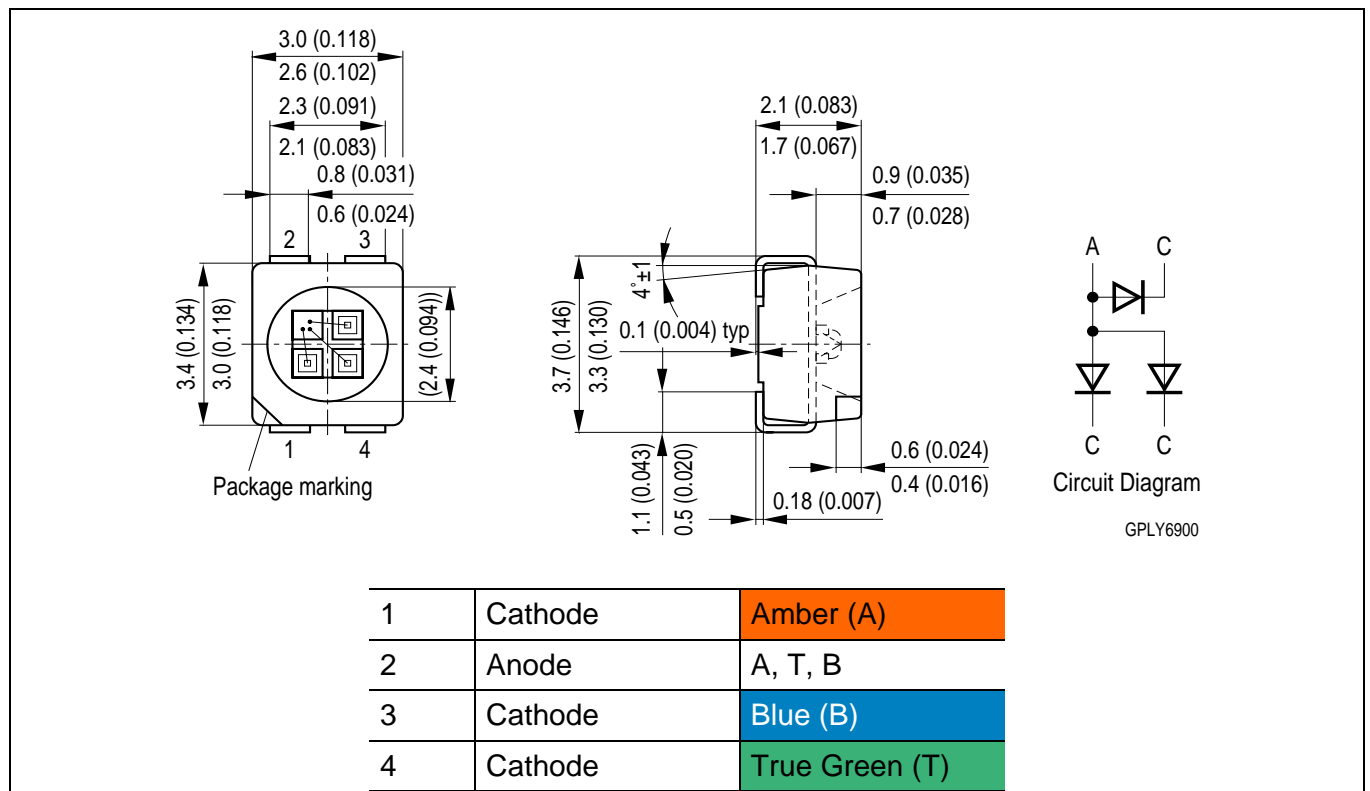 3.0 (0.118)
2.6 (0.102)
2.3 (0.091)
2.1 (0.083)
0.8 (0.031)
0.6 (0.024)
2
3
3.4 (0.134)
3.0 (0.118)
(2.4 (0.094))
1
4
Package marking
2.1 (0.083)
1.7 (0.067)
0.9 (0.035)
0.7 (0.028)
4°±1
0.1 (0.004) typ
3.7 (0.146)
3.3 (0.130)
1.1 (0.043)
0.5 (0.020)
0.6 (0.024)
0.4 (0.016)
0.18 (0.007)
A C
C C
Circuit Diagram
GPLY6900
1 Cathode Amber (A)
2 Anode A, T, B
3 Cathode Blue (B)
4 Cathode True Green (T)